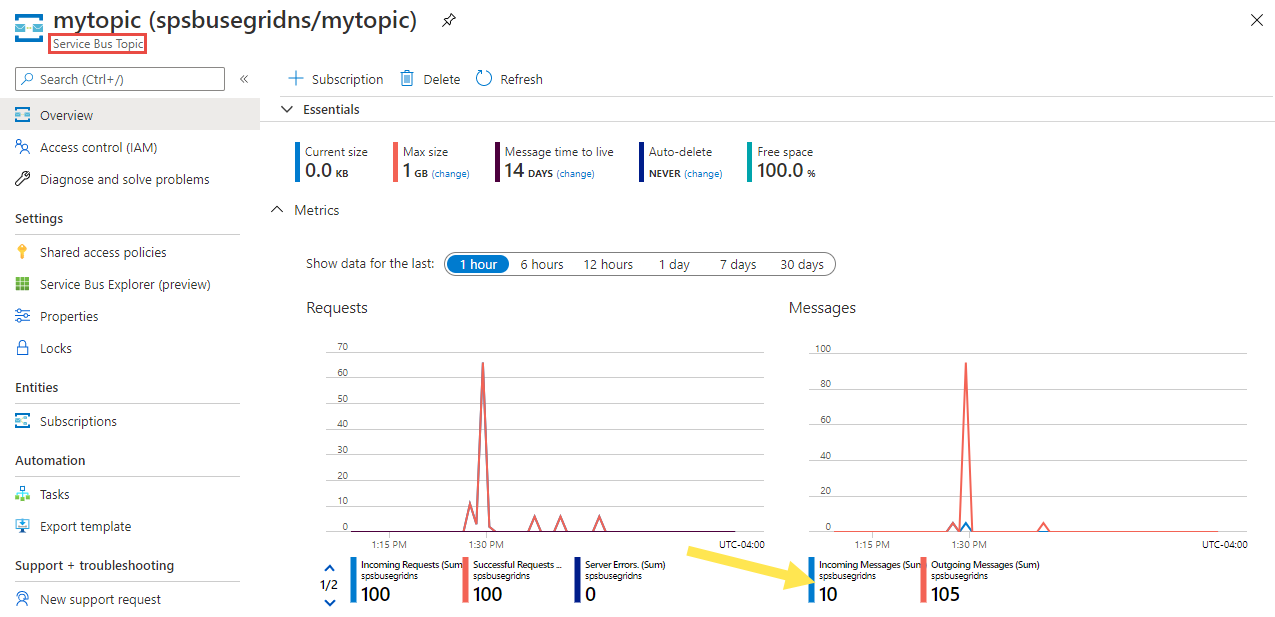 mytopic (spsbusegridns/mytopic)
Service Bus Topic
Search (Ctrl+/)
«
Overview
Access control (IAM)
Diagnose and solve problems
Settings
Shared access policies
Service Bus Explorer (preview)
Properties
Locks
Entities
Subscriptions
Automation
Tasks
Export template
Support + troubleshooting
New support request
Subscription Delete Refresh
Essentials
Current size
0.0 KB
Max size
1 GB (change)
Message time to live
14 DAYS (change)
Auto-delete
NEVER (change)
Free space
100.0 %
Metrics
Show data for the last: 1 hour 6 hours 12 hours 1 day 7 days 30 days
Requests
70
60
50
40
30
20
10
0
1:15 PM 1:30 PM UTC-04:00
1/2
Incoming Requests (Sum)
spsbusegridns
100
Successful Requests ...
spsbusegridns
100
Server Errors. (Sum)
spsbusegridns
0
Messages
100
80
60
40
20
0
1:15 PM 1:30 PM UTC-04:00
Incoming Messages (Sum)
spsbusegridns
10
Outgoing Messages (Sum)
spsbusegridns
105